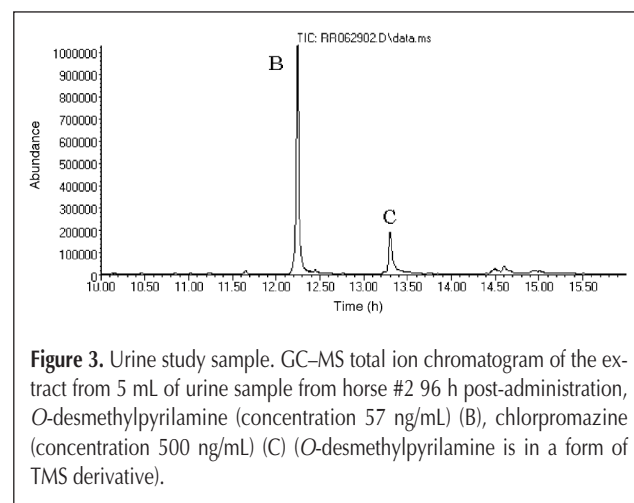 TIC: RR062902.D\data.ms
B
C
Abundance
1000000
900000
800000
700000
600000
500000
400000
300000
200000
100000
0
10.00 10.50 11.00 11.50 12.00 12.50 13.00 13.50 14.00 14.50 15.00 15.50
Time (h)
Figure 3. Urine study sample. GC–MS total ion chromatogram of the ex-
tract from 5 mL of urine sample from horse #2 96 h post-administration,
O-desmethylpyrilamine (concentration 57 ng/mL) (B), chlorpromazine
(concentration 500 ng/mL) (C) (O-desmethylpyrilamine is in a form of
TMS derivative).